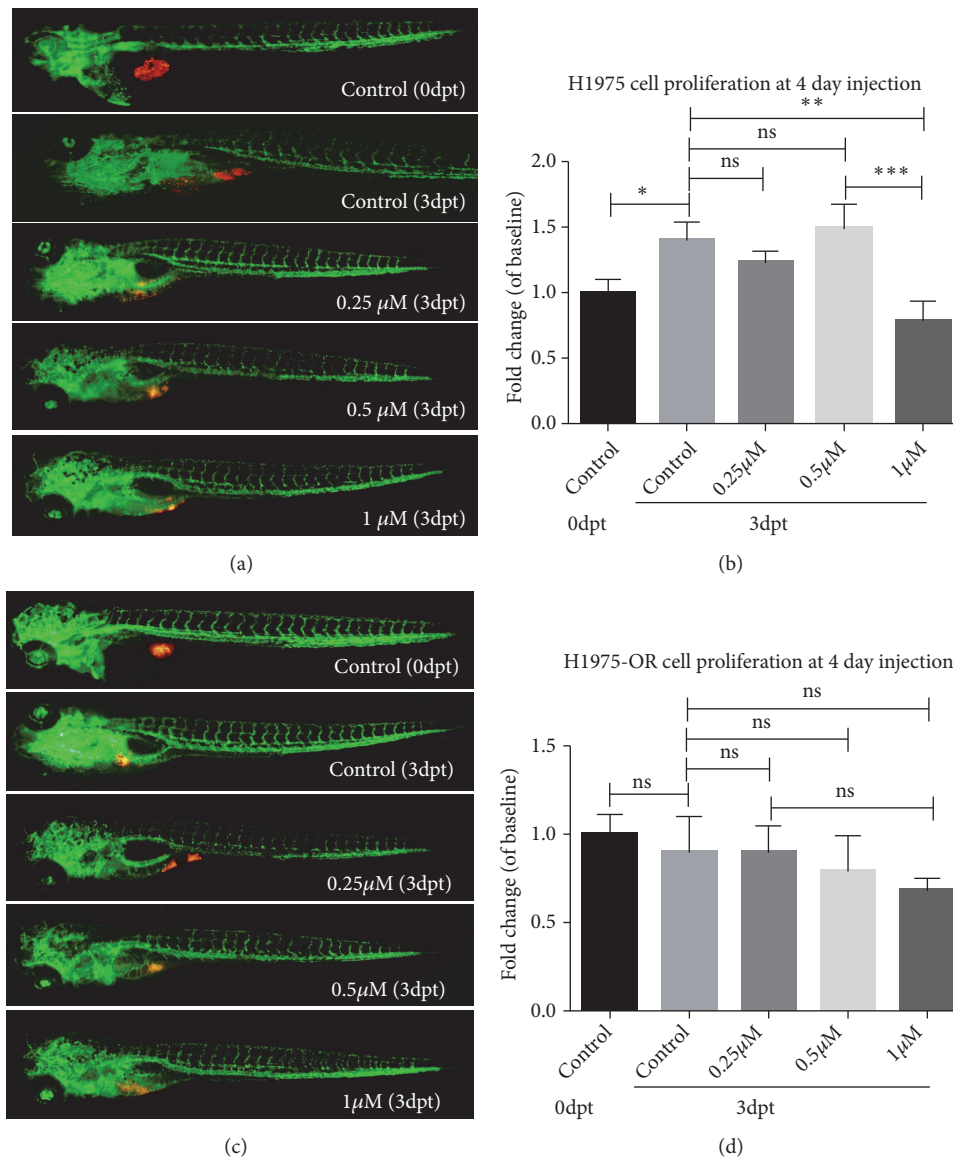 Control (0dpt)
Control (3dpt)
0.25 μM (3dpt)
0.5 μM (3dpt)
1 μM (3dpt)
(a)
H1975 cell proliferation at 4 day injection
**
ns
ns
***
*
Fold change (of baseline)
2.0
1.5
1.0
0.5
0.0
Control
Control
0.25μM
0.5μM
1μM
0dpt
3dpt
(b)
Control (0dpt)
Control (3dpt)
0.25μM (3dpt)
0.5μM (3dpt)
1μM (3dpt)
(c)
H1975-OR cell proliferation at 4 day injection
ns
ns
ns
ns
ns
Fold change (of baseline)
1.5
1.0
0.5
0.0
Control
Control
0.25μM
0.5μM
1μM
0dpt
3dpt
(d)